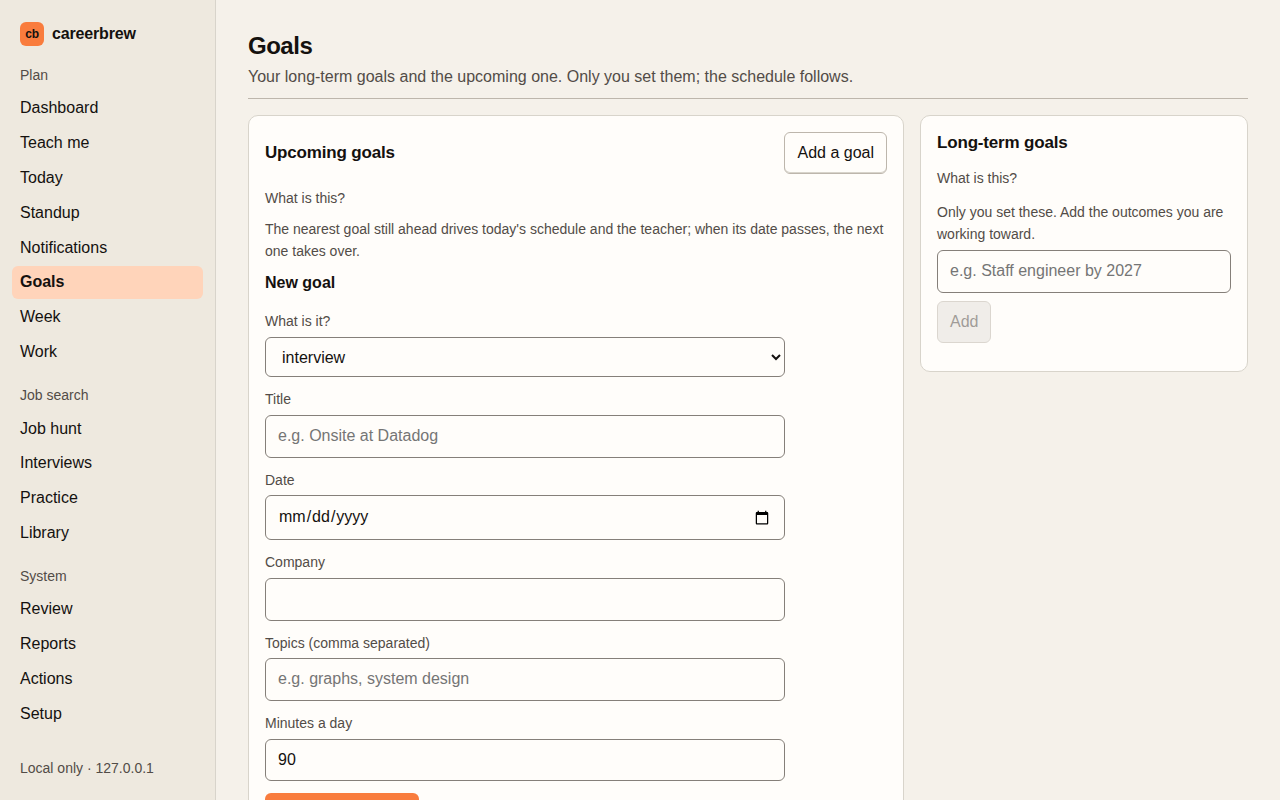 cb careerbrew
Plan
Dashboard
Teach me
Today
Standup
Notifications
Goals
Week
Work
Job search
Job hunt
Interviews
Practice
Library
System
Review
Reports
Actions
Setup
Local only · 127.0.0.1
Goals
Your long-term goals and the upcoming one. Only you set them; the schedule follows.
Upcoming goals
Add a goal
What is this?
The nearest goal still ahead drives today's schedule and the teacher; when its date passes, the next
one takes over.
New goal
What is it?
interview
Title
e.g. Onsite at Datadog
Date
mm/dd/yyyy
Company
Topics (comma separated)
e.g. graphs, system design
Minutes a day
90
Long-term goals
What is this?
Only you set these. Add the outcomes you are
working toward.
e.g. Staff engineer by 2027
Add